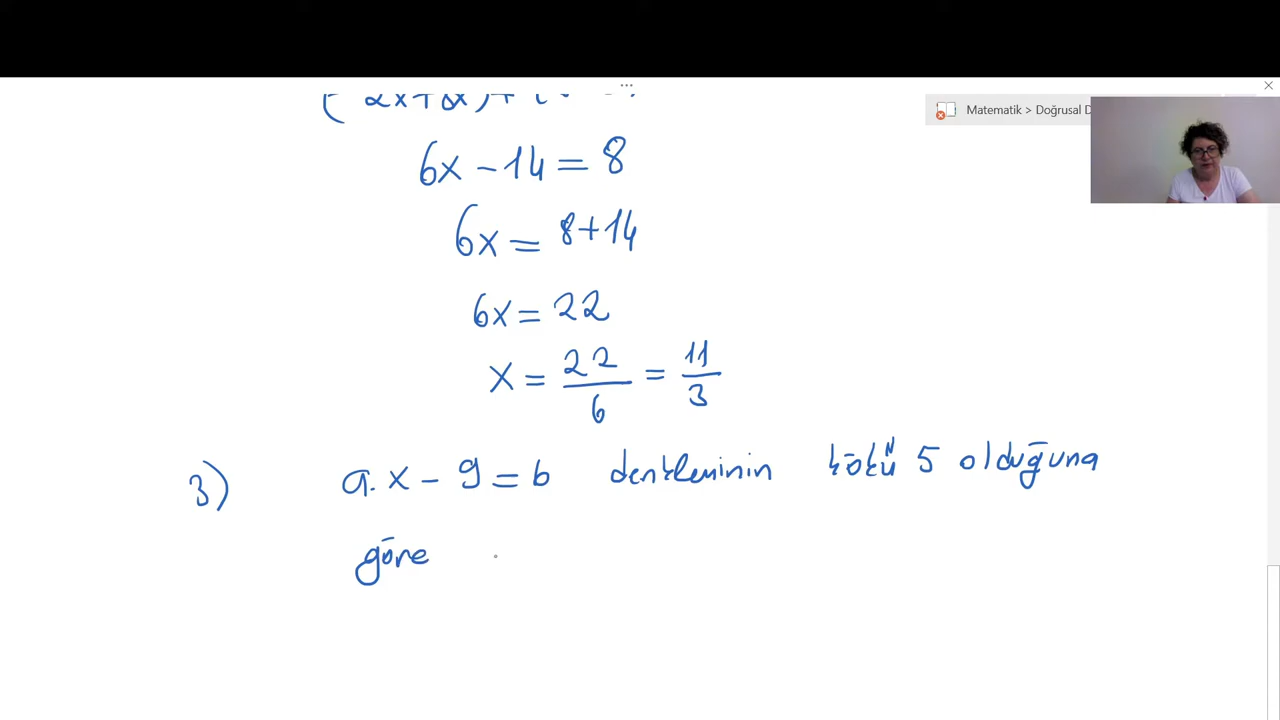 Matematik > Doğrusal D
6x - 14 = 8
6x = 8+14
6x = 22
x = 22/6 = 11/3
3) a.x - 9 = b denkleminin kökü 5 olduğuna
göre